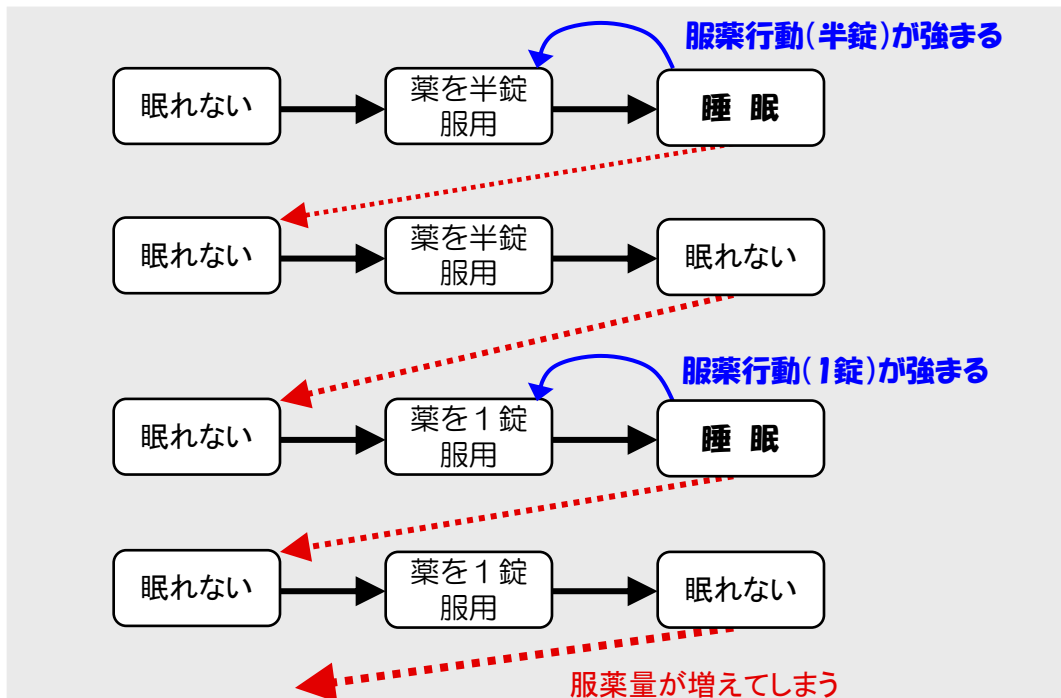 服薬行動(半錠)が強まる
眠れない
薬を半錠
服用
睡 眠
眠れない
薬を半錠
服用
眠れない
服薬行動(1錠)が強まる
眠れない
薬を１錠
服用
睡 眠
眠れない
薬を１錠
服用
眠れない
服薬量が増えてしまう